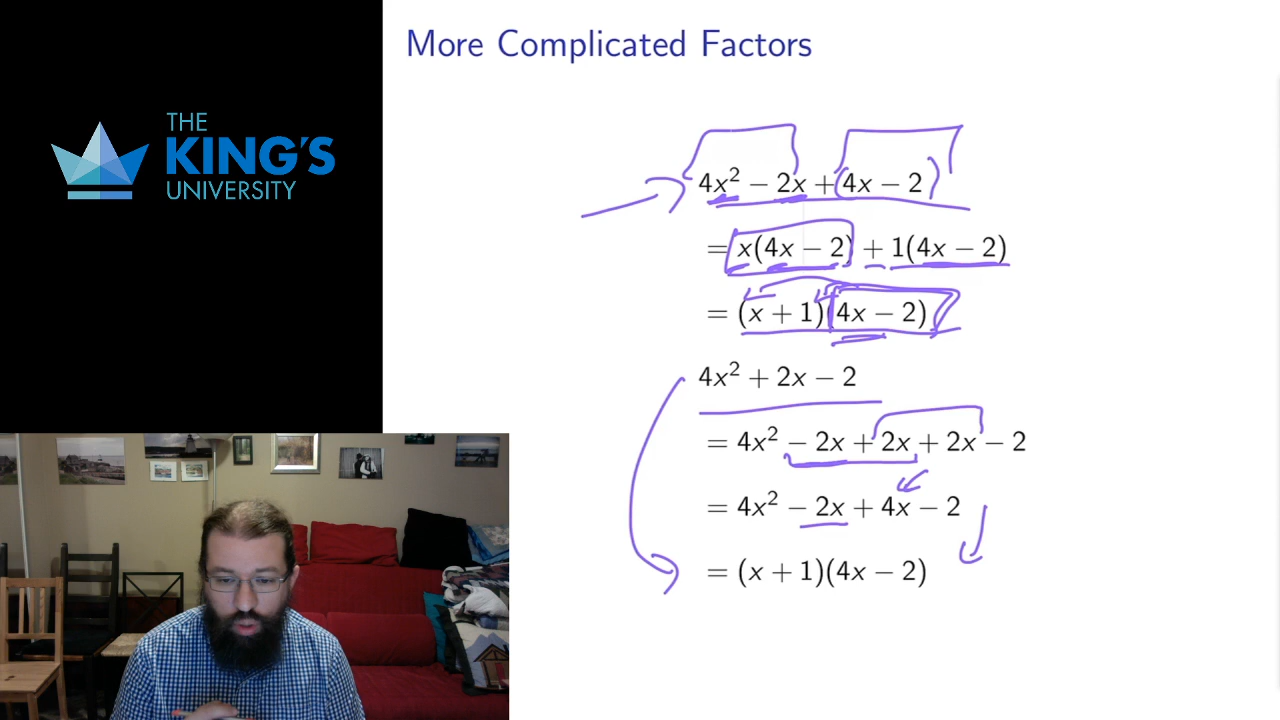 More Complicated Factors
THE
KING'S
UNIVERSITY
4x² − 2x + (4x − 2)
= x(4x − 2) + 1(4x − 2)
= (x + 1)(4x − 2)
4x² + 2x − 2
= 4x² − 2x + 2x + 2x − 2
= 4x² − 2x + 4x − 2
= (x + 1)(4x − 2)